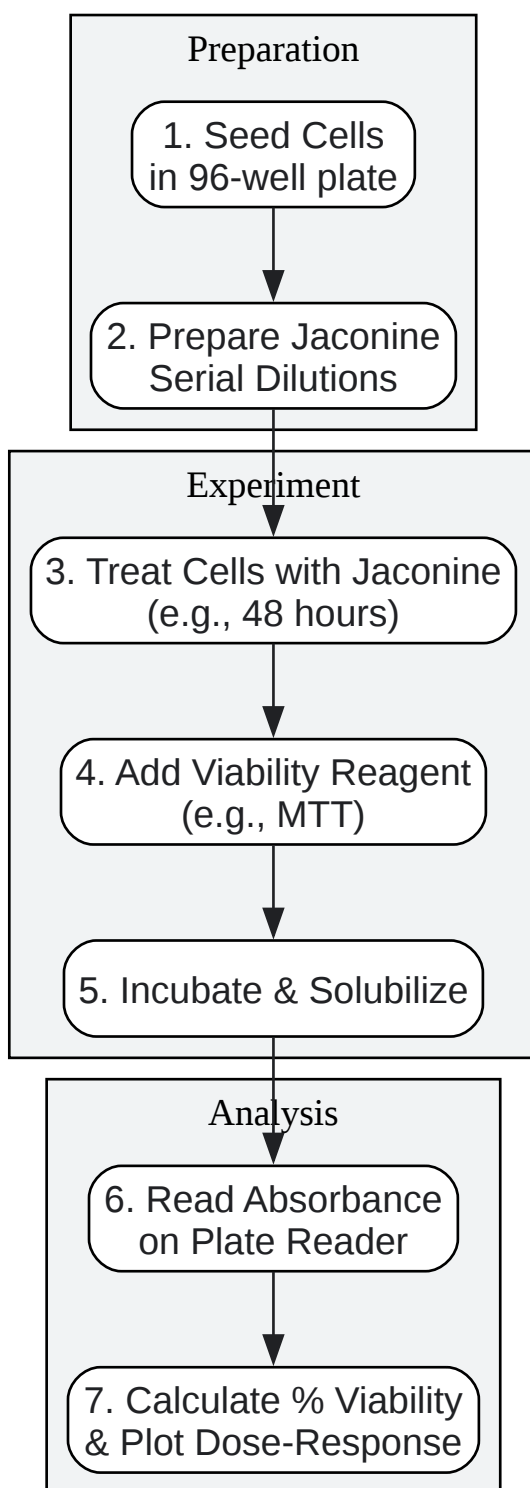 Preparation
1. Seed Cells
in 96-well plate
2. Prepare Jaconine
Serial Dilutions
Experiment
3. Treat Cells with Jaconine
(e.g., 48 hours)
4. Add Viability Reagent
(e.g., MTT)
5. Incubate & Solubilize
Analysis
6. Read Absorbance
on Plate Reader
7. Calculate % Viability
& Plot Dose-Response